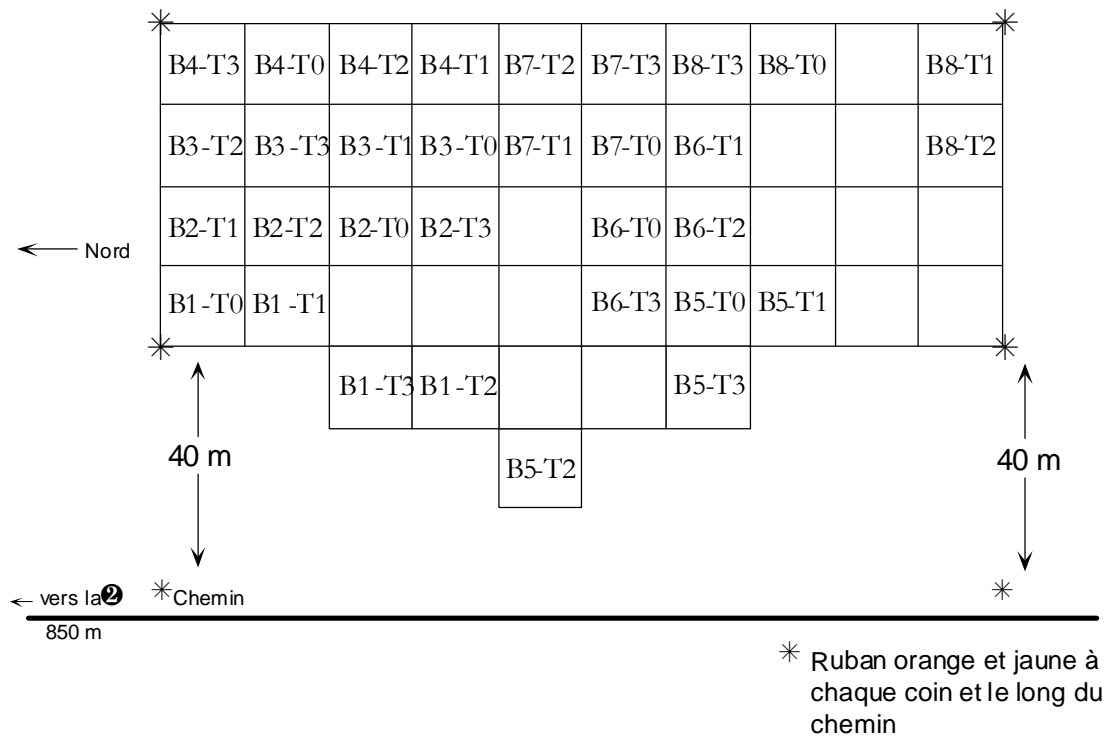 B4-T3 B4-T0 B4-T2 B4-T1 B7-T2 B7-T3 B8-T3 B8-T0 B8-T1
B3-T2 B3-T3 B3-T1 B3-T0 B7-T1 B7-T0 B6-T1 B8-T2
B2-T1 B2-T2 B2-T0 B2-T3 B6-T0 B6-T2
Nord
B1-T0 B1-T1 B6-T3 B5-T0 B5-T1
B1-T3 B1-T2 B5-T3
40 m 40 m
B5-T2
vers la ❷ Chemin
850 m
Ruban orange et jaune à
chaque coin et le long du
chemin